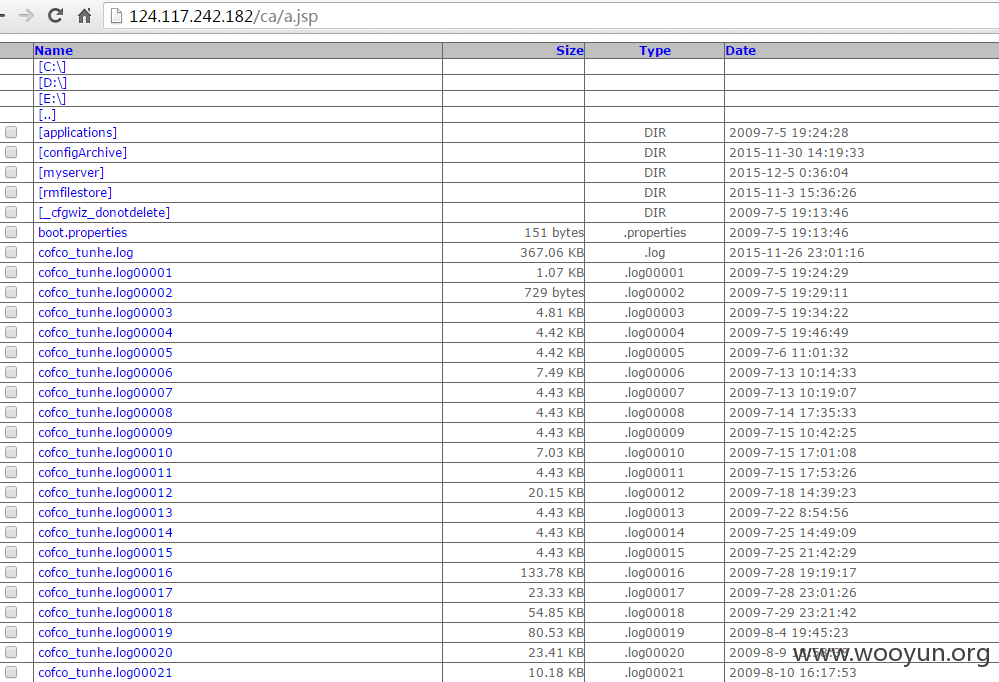 124.117.242.182/ca/a.jsp
Name Size Type Date
[C:\]
[D:\]
[E:\]
[..]
[applications] DIR 2009-7-5 19:24:28
[configArchive] DIR 2015-11-30 14:19:33
[myserver] DIR 2015-12-5 0:36:04
[rmfilestore] DIR 2015-11-3 15:36:26
[_cfgwiz_donotdelete] DIR 2009-7-5 19:13:46
boot.properties 151 bytes .properties 2009-7-5 19:13:46
cofco_tunhe.log 367.06 KB .log 2015-11-26 23:01:16
cofco_tunhe.log00001 1.07 KB .log00001 2009-7-5 19:24:29
cofco_tunhe.log00002 729 bytes .log00002 2009-7-5 19:29:11
cofco_tunhe.log00003 4.81 KB .log00003 2009-7-5 19:34:22
cofco_tunhe.log00004 4.42 KB .log00004 2009-7-5 19:46:49
cofco_tunhe.log00005 4.42 KB .log00005 2009-7-6 11:01:32
cofco_tunhe.log00006 7.49 KB .log00006 2009-7-13 10:14:33
cofco_tunhe.log00007 4.43 KB .log00007 2009-7-13 10:19:07
cofco_tunhe.log00008 4.43 KB .log00008 2009-7-14 17:35:33
cofco_tunhe.log00009 4.43 KB .log00009 2009-7-15 10:42:25
cofco_tunhe.log00010 7.03 KB .log00010 2009-7-15 17:01:08
cofco_tunhe.log00011 4.43 KB .log00011 2009-7-15 17:53:26
cofco_tunhe.log00012 20.15 KB .log00012 2009-7-18 14:39:23
cofco_tunhe.log00013 4.43 KB .log00013 2009-7-22 8:54:56
cofco_tunhe.log00014 4.43 KB .log00014 2009-7-25 14:49:09
cofco_tunhe.log00015 4.43 KB .log00015 2009-7-25 21:42:29
cofco_tunhe.log00016 133.78 KB .log00016 2009-7-28 19:19:17
cofco_tunhe.log00017 23.33 KB .log00017 2009-7-28 23:01:26
cofco_tunhe.log00018 54.85 KB .log00018 2009-7-29 23:21:42
cofco_tunhe.log00019 80.53 KB .log00019 2009-8-4 19:45:23
cofco_tunhe.log00020 23.41 KB .log00020 2009-8-9
www.wooyun.org
cofco_tunhe.log00021 10.18 KB .log00021 2009-8-10 16:17:53